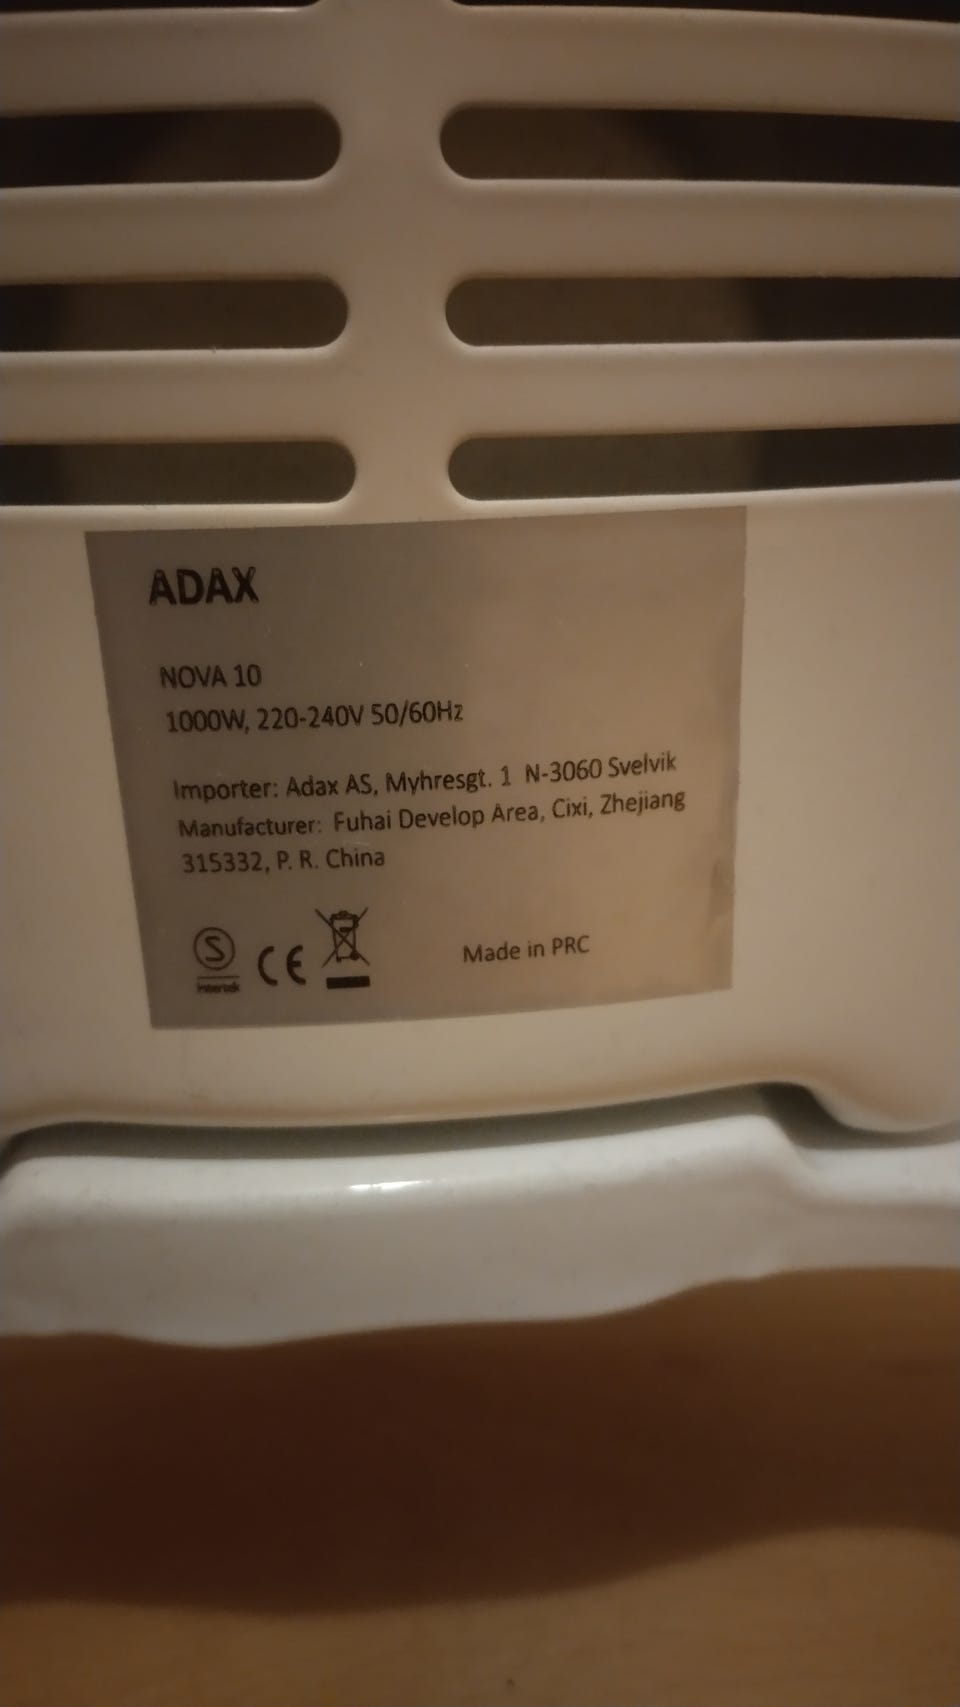 ADAX
NOVA 10
1000W, 220-240V 50/60Hz
Importer: Adax AS, Myhresgt. 1 N-3060 Svelvik
Manufacturer: Fuhai Develop Area, Cixi, Zhejiang
315332, P. R. China
S
Intertek
CE
Made in PRC